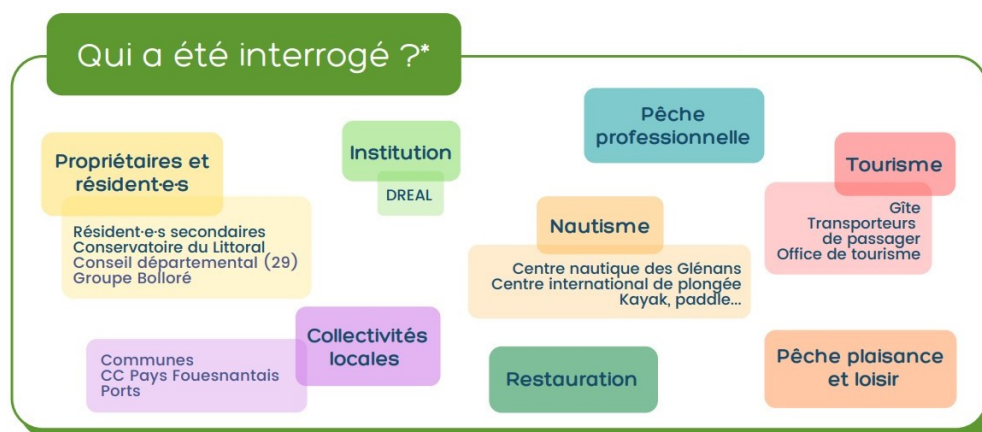 Qui a été interrogé ?*
Propriétaires et
résident·e·s
Résident·e·s secondaires
Conservatoire du Littoral
Conseil départemental (29)
Groupe Bolloré
Institution
DREAL
Pêche
professionnelle
Tourisme
Gîte
Transporteurs
de passager
Office de tourisme
Nautisme
Centre nautique des Glénans
Centre international de plongée
Kayak, paddle...
Collectivités
locales
Communes
CC Pays Fouesnantais
Ports
Restauration
Pêche plaisance
et loisir